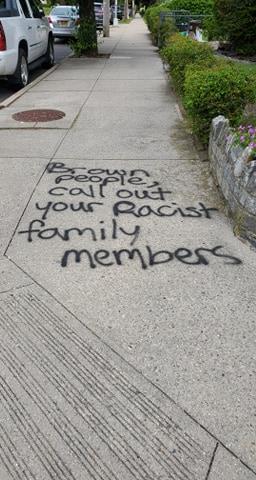 Brown
people,
call out
your Racist
family
members